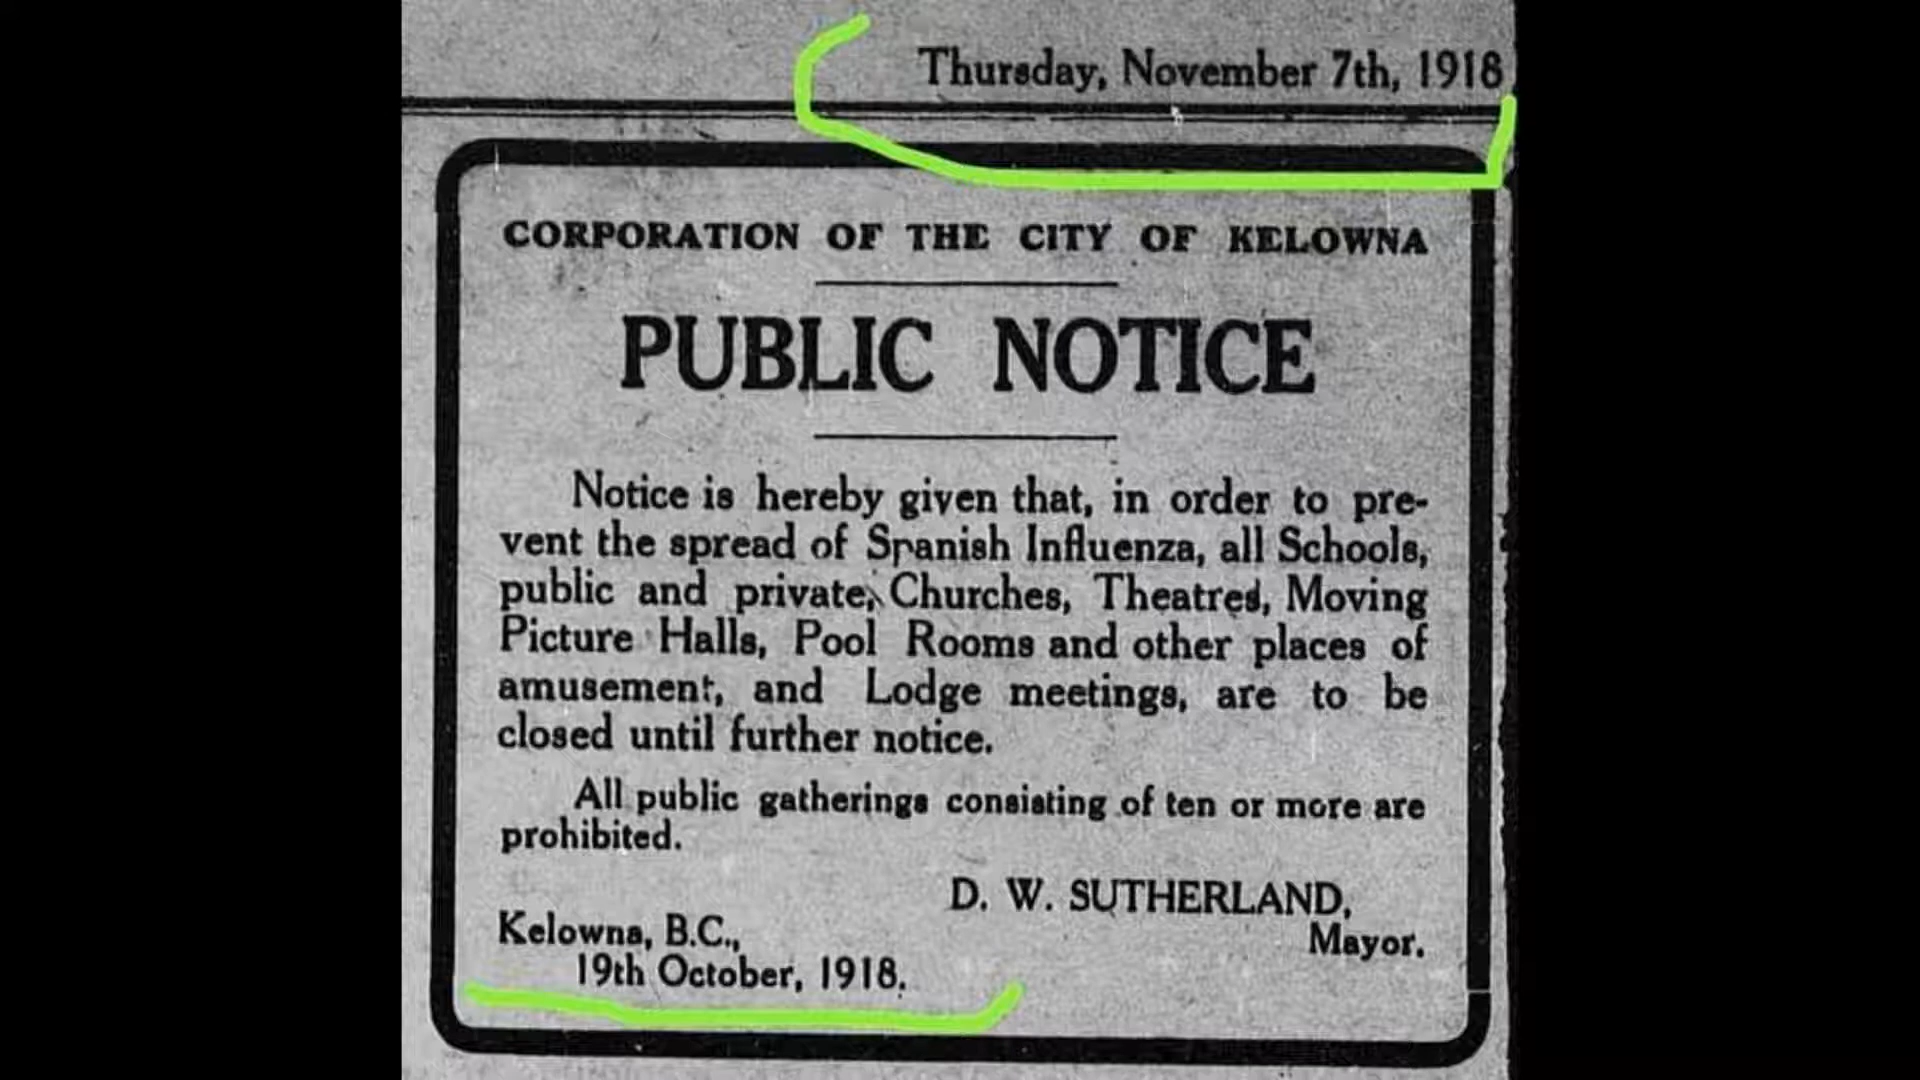 Thursday, November 7th, 1918
CORPORATION OF THE CITY OF KELOWNA
PUBLIC NOTICE
Notice is hereby given that, in order to pre-
vent the spread of Spanish Influenza, all Schools,
public and private, Churches, Theatres, Moving
Picture Halls, Pool Rooms and other places of
amusement, and Lodge meetings, are to be
closed until further notice.
All public gatherings consisting of ten or more are
prohibited.
D. W. SUTHERLAND,
Mayor.
Kelowna, B.C.,
19th October, 1918.